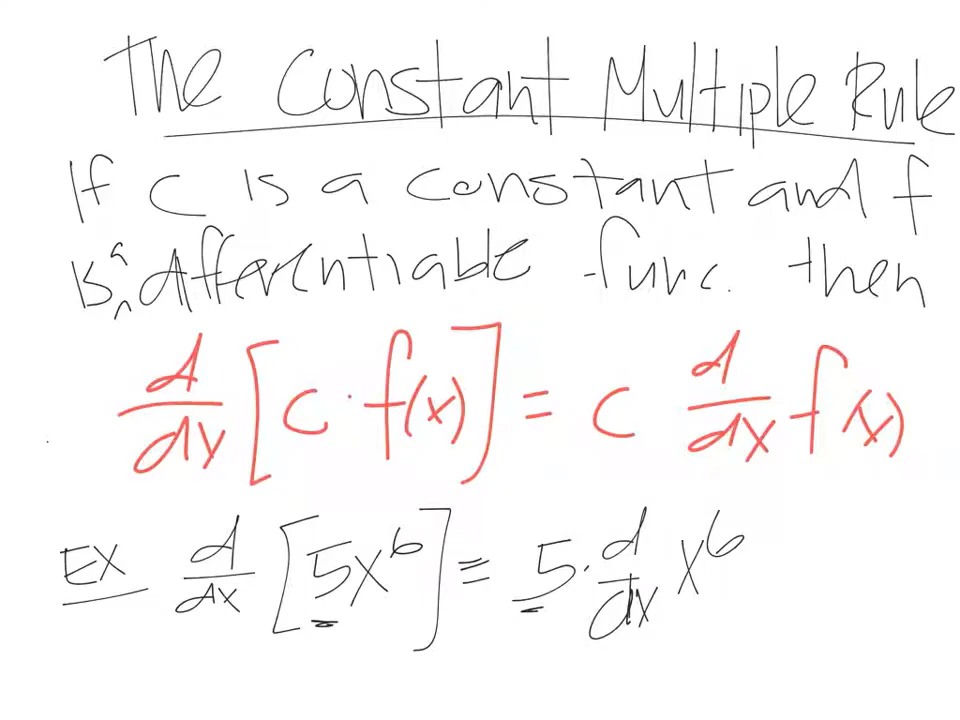 The Constant Multiple Rule
If c is a constant and f
is a differentiable func. then
d/dx [c · f(x)] = c d/dx f(x)
EX d/dx [5x^6] = 5 · d/dx x^6